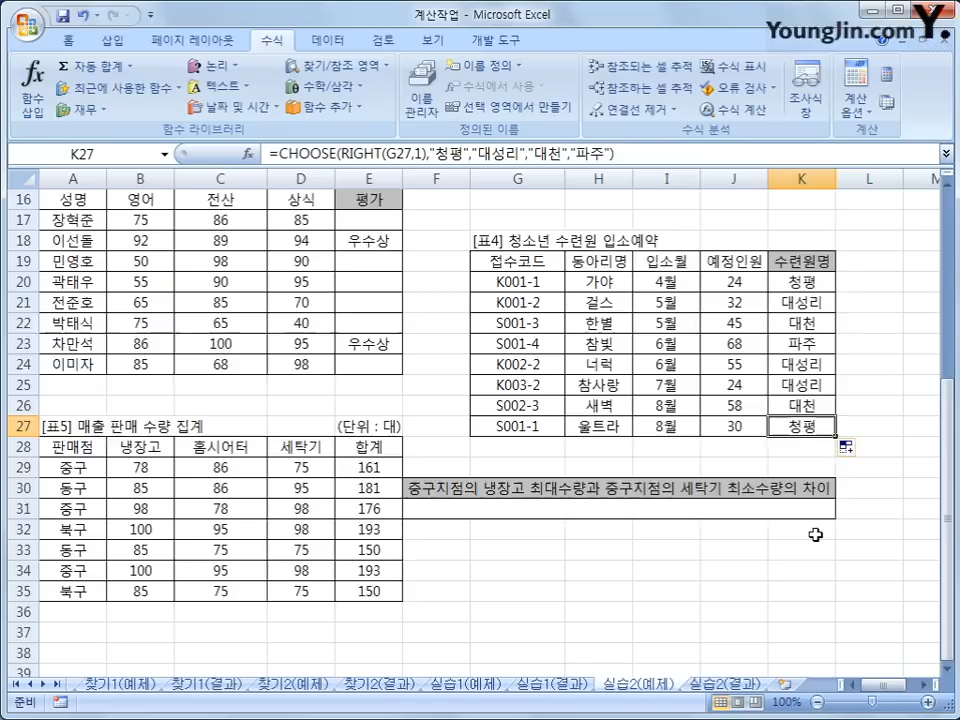 계산작업 - Microsoft Excel
YoungJin.com Y.
홈 삽입 페이지 레이아웃 수식 데이터 검토 보기 개발 도구
fx 함수 삽입
Σ 자동 합계
최근에 사용한 함수
재무
논리
텍스트
날짜 및 시간
찾기/참조 영역
수학/삼각
함수 추가
함수 라이브러리
이름 관리자
이름 정의
수식에서 사용
선택 영역에서 만들기
정의된 이름
참조되는 셀 추적
참조하는 셀 추적
연결선 제거
수식 표시
오류 검사
수식 계산
조사식 창
수식 분석
계산 옵션
계산
K27 fx =CHOOSE(RIGHT(G27,1),"청평","대성리","대천","파주")
A B C D E F G H I J K L M
16 성명 영어 전산 상식 평가
17 장혁준 75 86 85
18 이선돌 92 89 94 우수상 [표4] 청소년 수련원 입소예약
19 민영호 50 98 90 접수코드 동아리명 입소월 예정인원 수련원명
20 곽태우 55 90 95 K001-1 가야 4월 24 청평
21 전준호 65 85 70 K001-2 걸스 5월 32 대성리
22 박태식 75 65 40 S001-3 한별 5월 45 대천
23 차만석 86 100 95 우수상 S001-4 참빛 6월 68 파주
24 이미자 85 68 98 K002-2 너럭 6월 55 대성리
25 K003-2 참사랑 7월 24 대성리
26 S002-3 새벽 8월 58 대천
27 [표5] 매출 판매 수량 집계 (단위 : 대) S001-1 울트라 8월 30 청평
28 판매점 냉장고 홈시어터 세탁기 합계
29 중구 78 86 75 161
30 동구 85 86 95 181 중구지점의 냉장고 최대수량과 중구지점의 세탁기 최소수량의 차이
31 중구 98 78 98 176
32 북구 100 95 98 193
33 동구 85 75 75 150
34 중구 100 95 98 193
35 북구 85 75 75 150
36
37
38
39
찾기1(예제) 찾기1(결과) 찾기2(예제) 찾기2(결과) 실습1(예제) 실습1(결과) 실습2(예제) 실습2(결과)
준비 100%